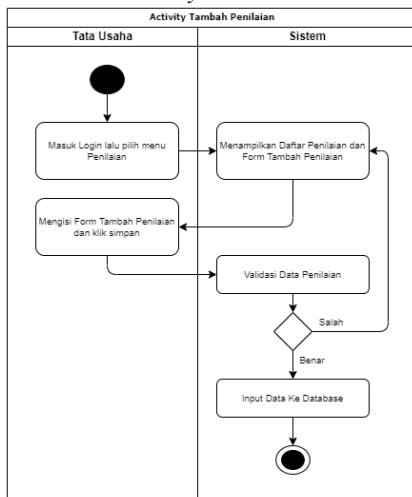 Activity Tambah Penilaian
Tata Usaha
Sistem
Masuk Login lalu pilih menu
Penilaian
Menampilkan Daftar Penilaian dan
Form Tambah Penilaian
Mengisi Form Tambah Penilaian
dan klik simpan
Validasi Data Penilaian
Salah
Benar
Input Data Ke Database